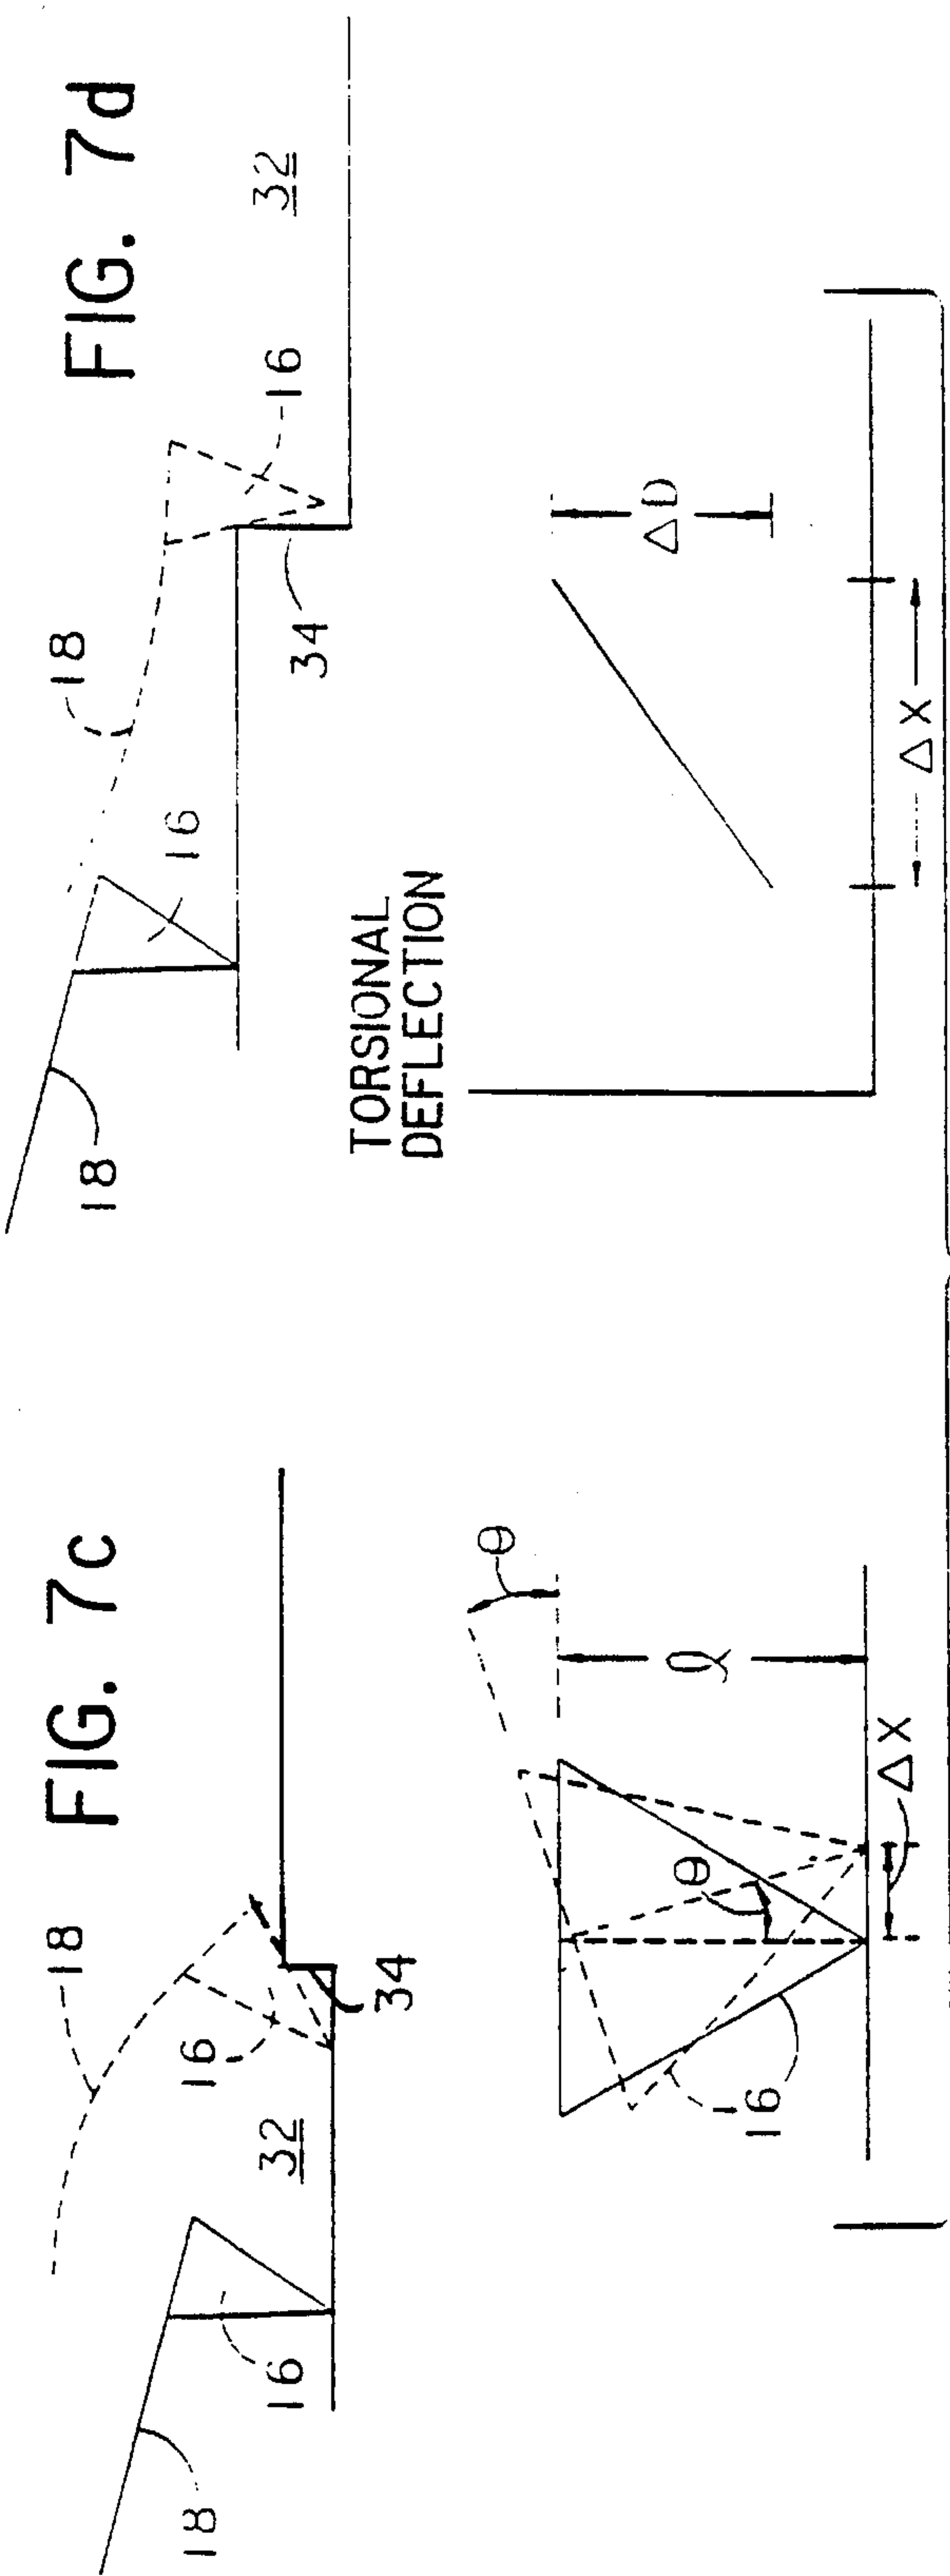 FIG. 7c
18
16
18
16
32
34
θ
θ
ℓ
16
ΔX
FIG. 7d
18
16
18
16
32
34
TORSIONAL
DEFLECTION
ΔD
ΔX